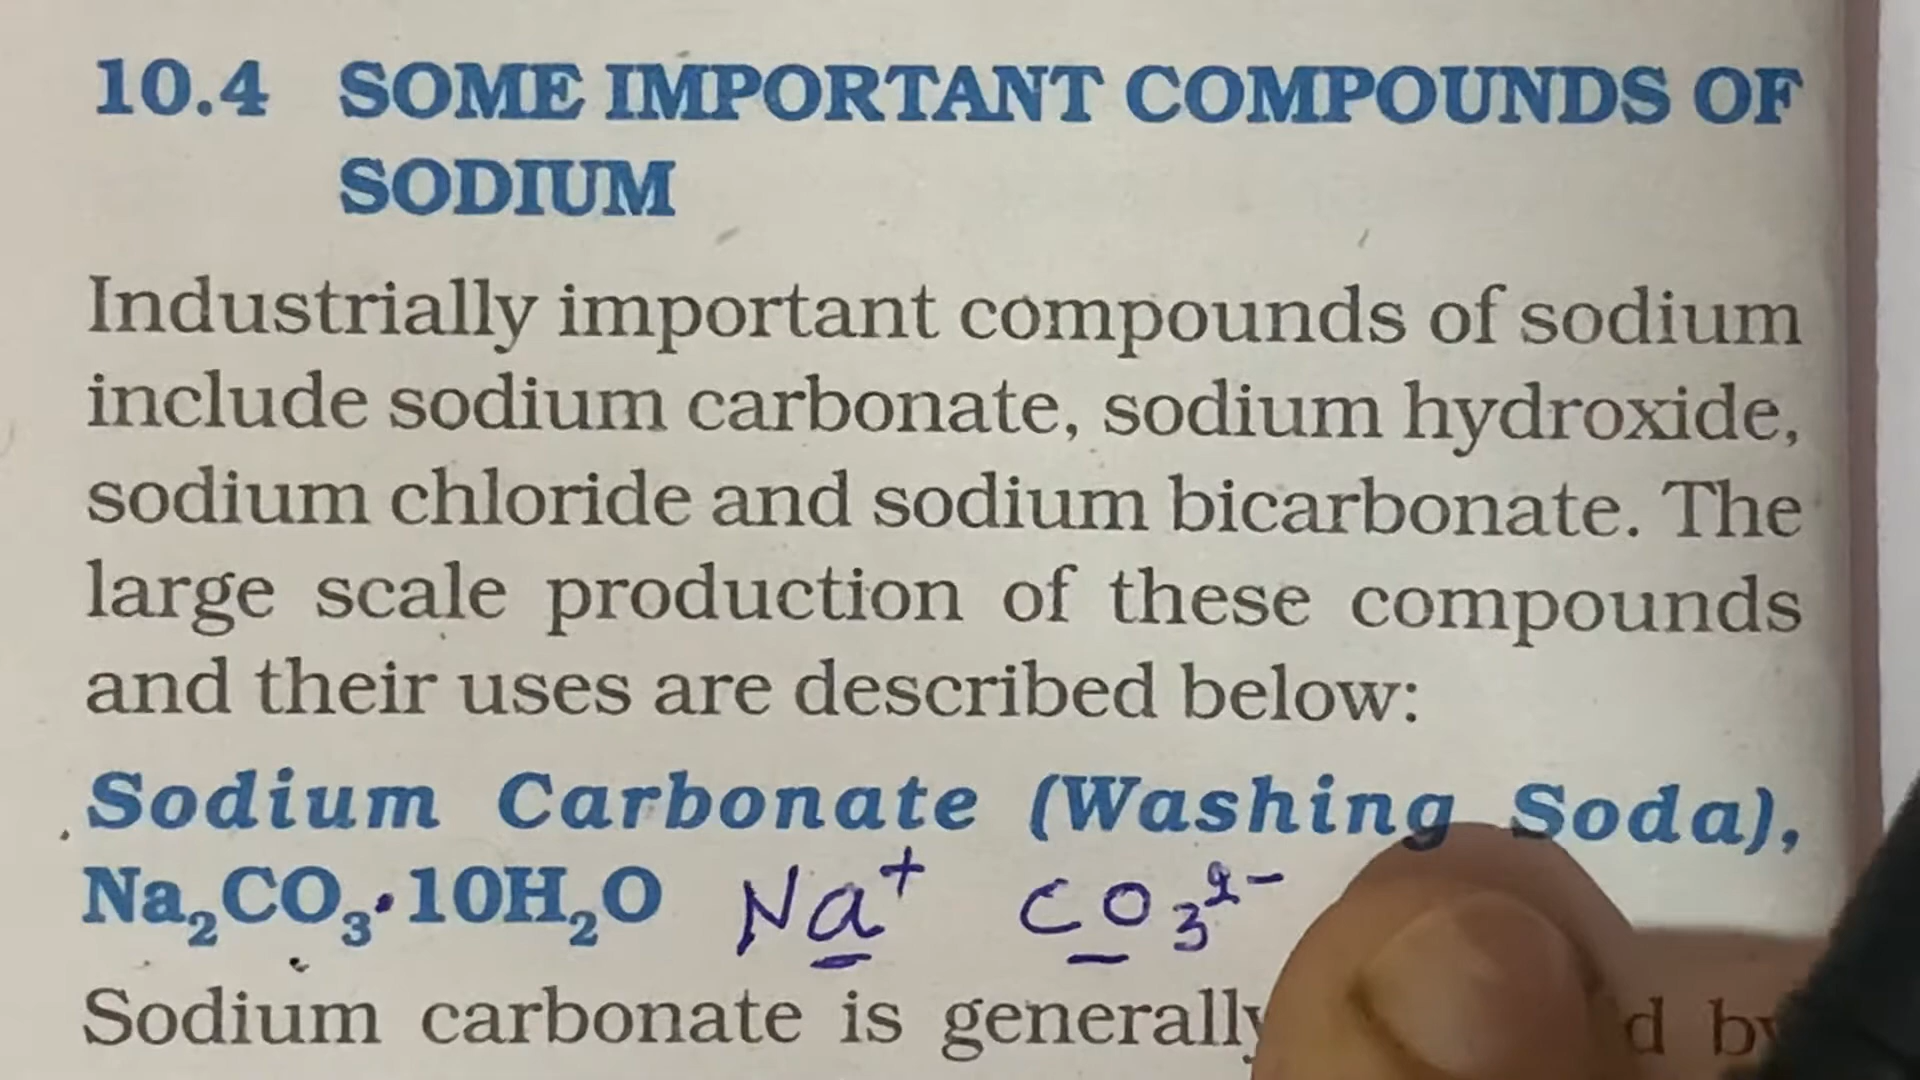 10.4 SOME IMPORTANT COMPOUNDS OF
SODIUM
Industrially important compounds of sodium
include sodium carbonate, sodium hydroxide,
sodium chloride and sodium bicarbonate. The
large scale production of these compounds
and their uses are described below:
Sodium Carbonate (Washing Soda),
Na₂CO₃·10H₂O Na⁺ CO₃²⁻
Sodium carbonate is generally